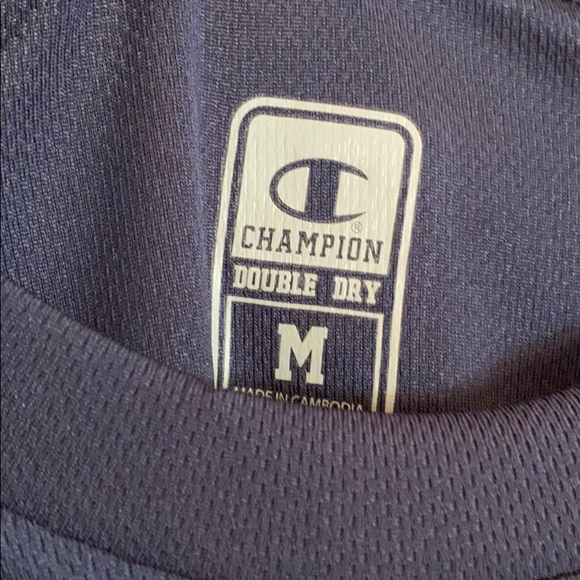 C®
CHAMPION
DOUBLE DRY
M
MADE IN CAMBODIA